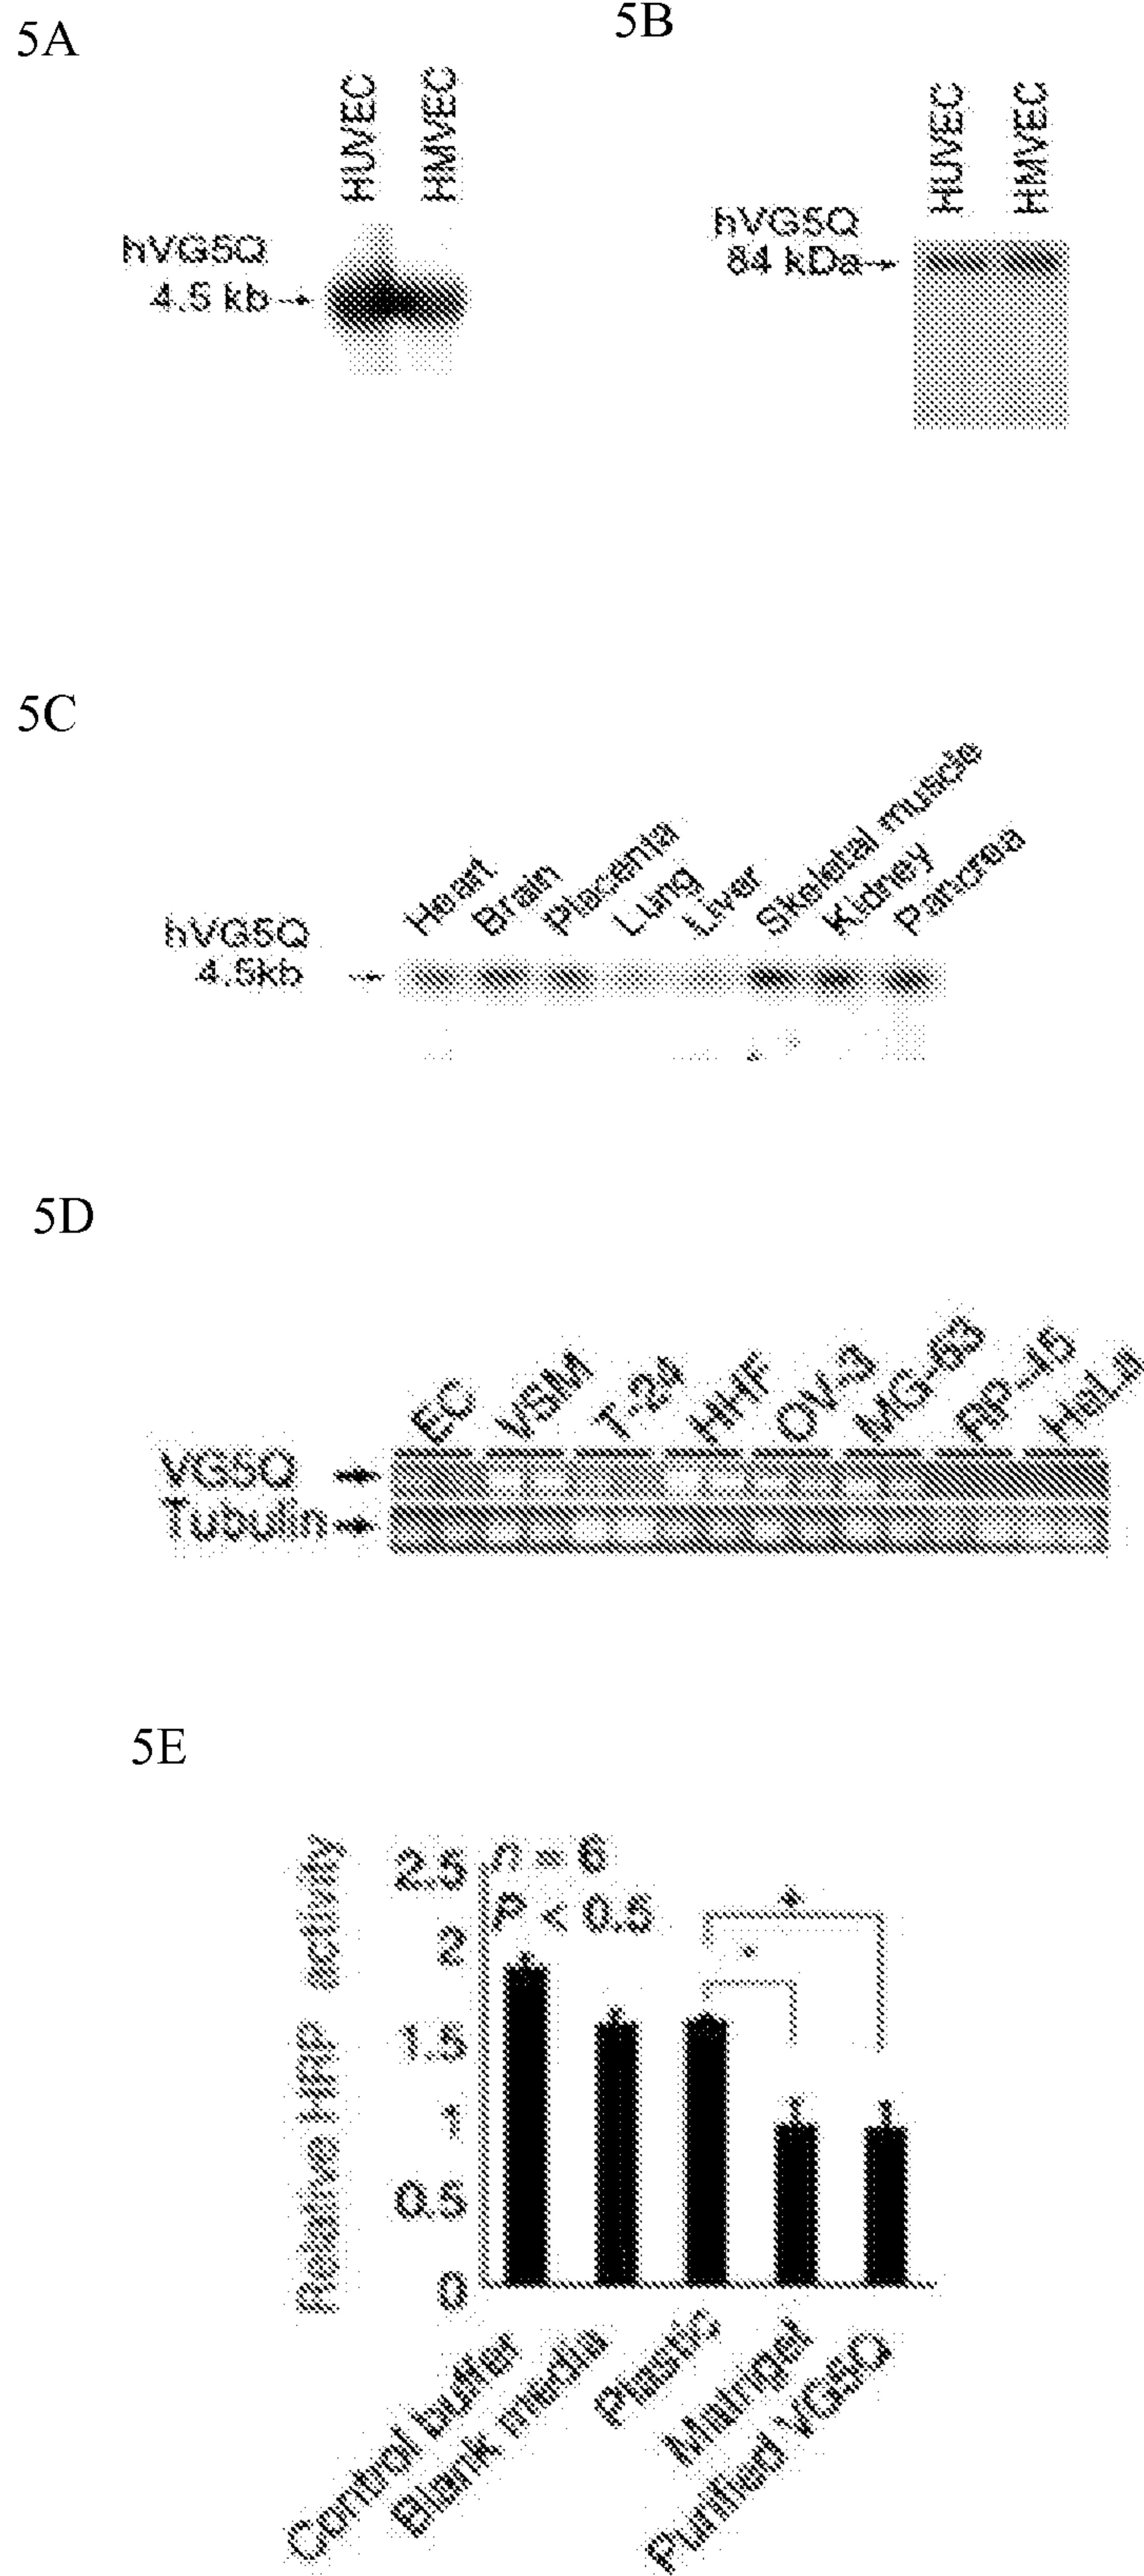 5A
5B
HUVEC
HMVEC
hVG5Q
4.5 kb
HUVEC
HMVEC
hVG5Q
84 kDa
5C
Heart
Brain
Placenta
Lung
Liver
Skeletal muscle
Kidney
Pancrea
hVG5Q
4.5kb
5D
EC
VSM
T-24
HHF
OV-3
MG-63
RP-15
HeLa
VG5Q
Tubulin
5E
Relative HRP activity
2.5
2
1.5
1
0.5
0
n = 6
P < 0.5
*
*
Control buffer
Blank media
Plastic
Matrigel
Purified VG5Q